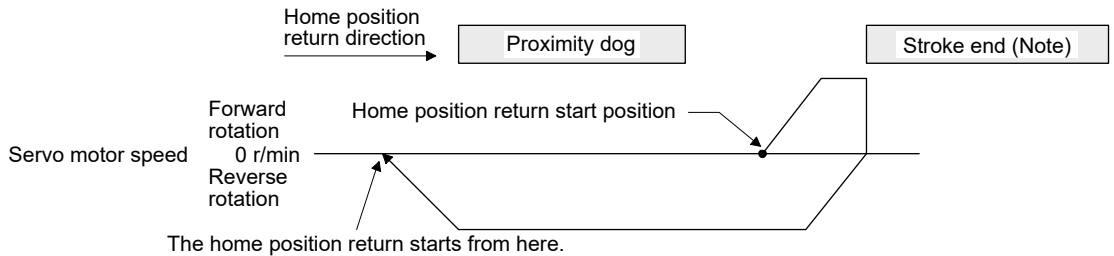 Home position
return direction
Proximity dog
Stroke end (Note)
Forward
rotation
Home position return start position
Servo motor speed
0 r/min
Reverse
rotation
The home position return starts from here.